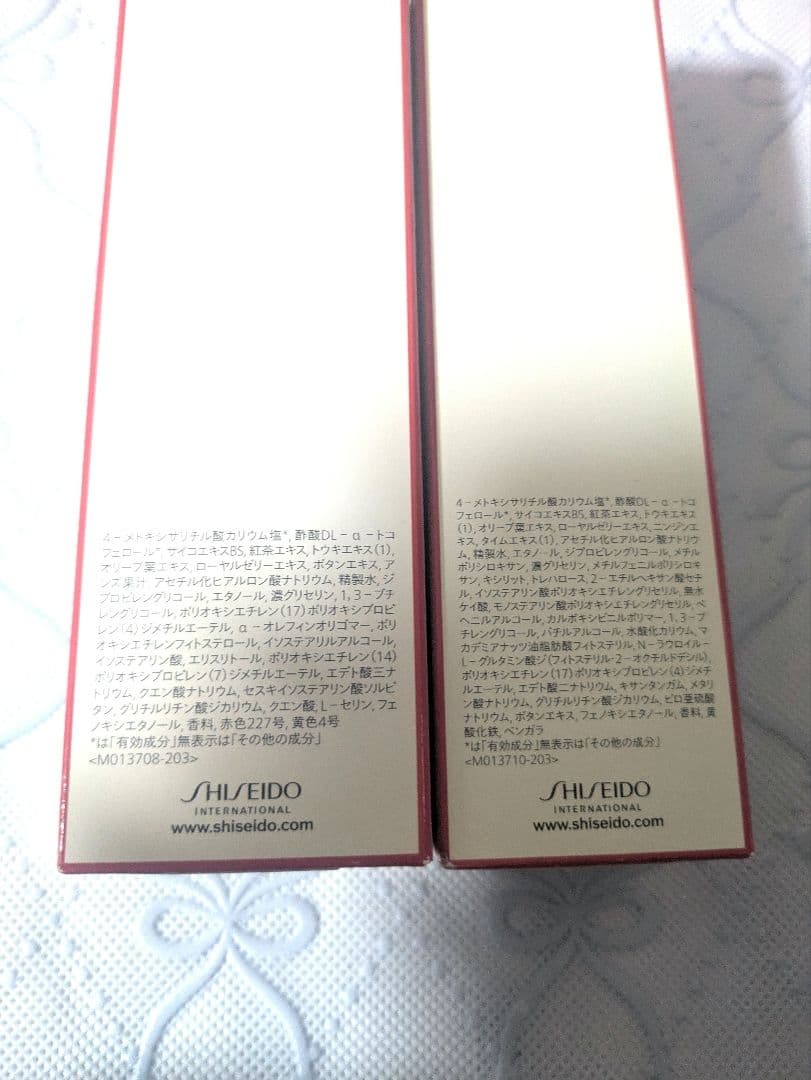 4-メトキシサリチル酸カリウム塩*, 酢酸DL-α-トコ
フェロール*, サイコエキスBS, 紅茶エキス, トウキエキス(1),
オリーブ葉エキス, ローヤルゼリーエキス, ボタンエキス, ア
ンズ果汁, アセチル化ヒアルロン酸ナトリウム, 精製水, ジ
プロピレングリコール, エタノール, 濃グリセリン, 1,3-ブチ
レングリコール, ポリオキシエチレン(17)ポリオキシプロピ
レン(4)ジメチルエーテル, α-オレフィンオリゴマー, ポリ
オキシエチレンフィトステロール, イソステアリルアルコール,
イソステアリン酸, エリスリトール, ポリオキシエチレン(14)
ポリオキシプロピレン(7)ジメチルエーテル, エデト酸三ナ
トリウム, クエン酸ナトリウム, セスキイソステアリン酸ソルビ
タン, グリチルリチン酸ジカリウム, クエン酸, L-セリン, フェ
ノキシエタノール, 香料, 赤色227号, 黄色4号
*は「有効成分」無表示は「その他の成分」
<M013708-203>
SHISEIDO
INTERNATIONAL
www.shiseido.com
4-メトキシサリチル酸カリウム塩*, 酢酸DL-α-トコ
フェロール*, サイコエキスBS, 紅茶エキス, トウキエキス
(1), オリーブ葉エキス, ローヤルゼリーエキス, ニンジンエ
キス, タイムエキス(1), アセチル化ヒアルロン酸ナトリウ
ム, 精製水, エタノール, ジプロピレングリコール, メチル
ポリシロキサン, 濃グリセリン, メチルフェニルポリシロキ
サン, キシリット, トレハロース, 2-エチルヘキサン酸セチ
ル, イソステアリン酸ポリオキシエチレングリセリル, 無水
ケイ酸, モノステアリン酸ポリオキシエチレングリセリル, ベ
ヘニルアルコール, カルボキシビニルポリマー, 1,3-ブ
チレングリコール, バチルアルコール, 水酸化カリウム, マ
カデミアナッツ油脂肪酸フィトステリル, N-ラウロイル-
L-グルタミン酸ジ(フィトステリル・2-オクチルドデシル),
ポリオキシエチレン(17)ポリオキシプロピレン(4)ジメチ
ルエーテル, エデト酸二ナトリウム, キサンタンガム, メタリ
ン酸ナトリウム, グリチルリチン酸ジカリウム, ピロ亜硫酸
ナトリウム, ボタンエキス, フェノキシエタノール, 香料, 黄
酸化鉄, ベンガラ
*は「有効成分」無表示は「その他の成分」
<M013710-203>
SHISEIDO
INTERNATIONAL
www.shiseido.com